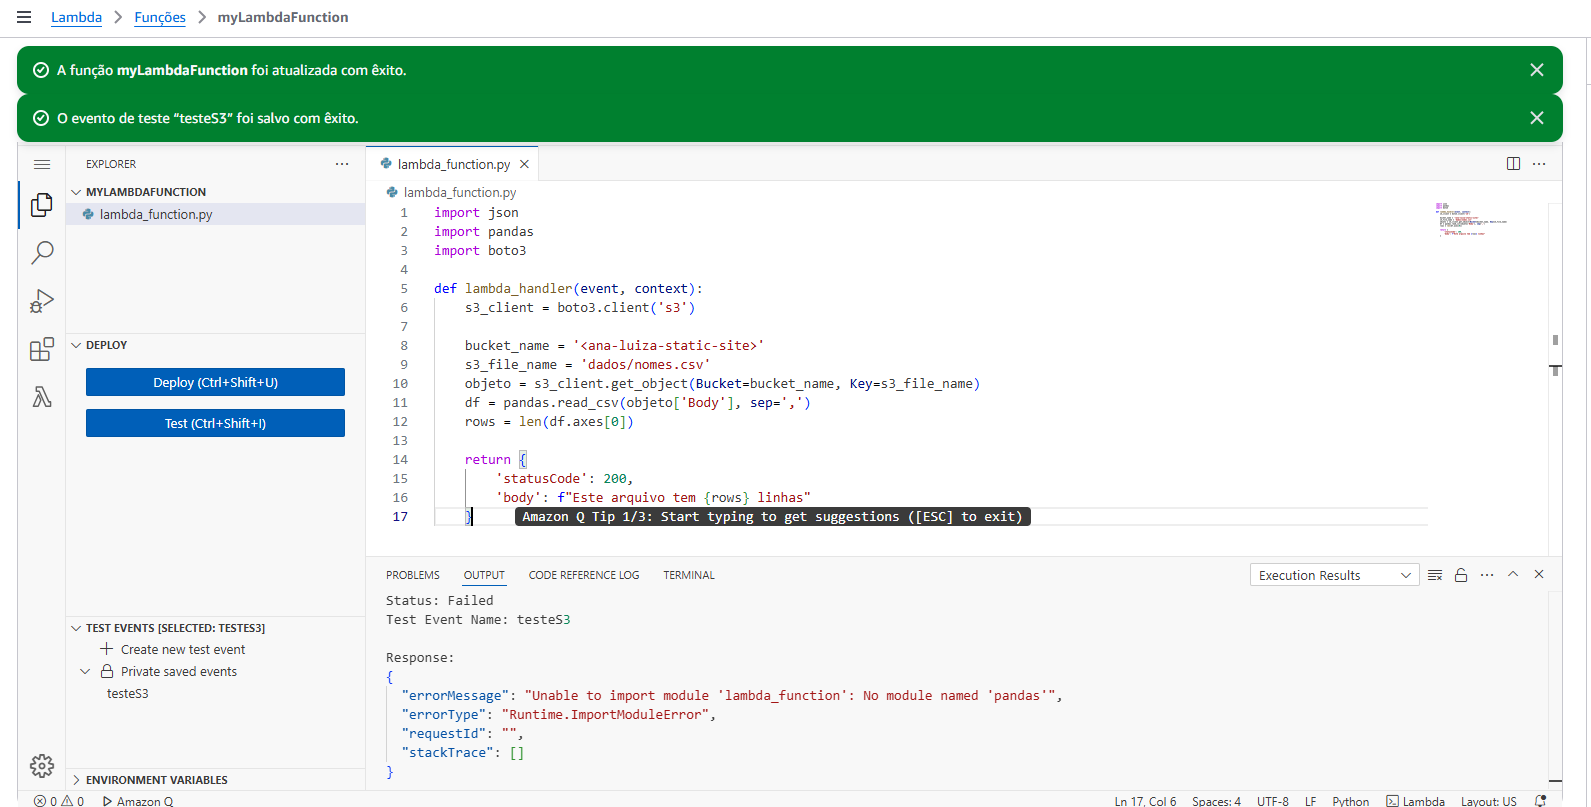 Lambda > Funções > myLambdaFunction
A função myLambdaFunction foi atualizada com êxito.
O evento de teste “testeS3” foi salvo com êxito.
EXPLORER
MYLAMBDAFUNCTION
lambda_function.py
DEPLOY
Deploy (Ctrl+Shift+U)
Test (Ctrl+Shift+I)
TEST EVENTS [SELECTED: TESTES3]
Create new test event
Private saved events
testeS3
ENVIRONMENT VARIABLES
lambda_function.py
lambda_function.py
1 import json
2 import pandas
3 import boto3
4
5 def lambda_handler(event, context):
6 s3_client = boto3.client('s3')
7
8 bucket_name = '<ana-luiza-static-site>'
9 s3_file_name = 'dados/nomes.csv'
10 objeto = s3_client.get_object(Bucket=bucket_name, Key=s3_file_name)
11 df = pandas.read_csv(objeto['Body'], sep=',')
12 rows = len(df.axes[0])
13
14 return {
15 'statusCode': 200,
16 'body': f"Este arquivo tem {rows} linhas"
17 } Amazon Q Tip 1/3: Start typing to get suggestions ([ESC] to exit)
PROBLEMS OUTPUT CODE REFERENCE LOG TERMINAL Execution Results
Status: Failed
Test Event Name: testeS3
Response:
{
"errorMessage": "Unable to import module 'lambda_function': No module named 'pandas'",
"errorType": "Runtime.ImportModuleError",
"requestId": "",
"stackTrace": []
}
0 0 Amazon Q Ln 17, Col 6 Spaces: 4 UTF-8 LF Python Lambda Layout: US